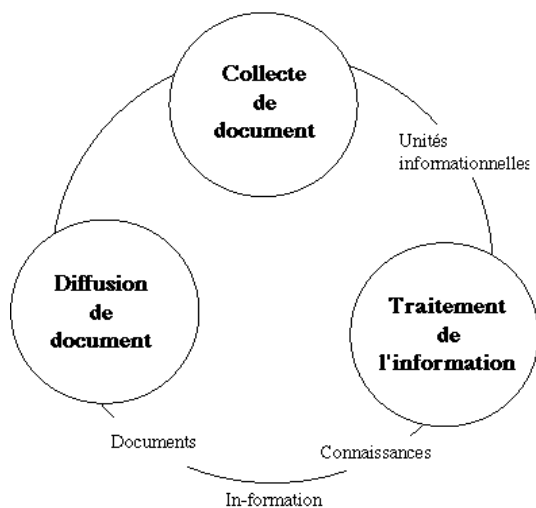 Collecte
de
document
Unités
informationnelles
Diffusion
de
document
Traitement
de
l'information
Documents
Connaissances
In-formation